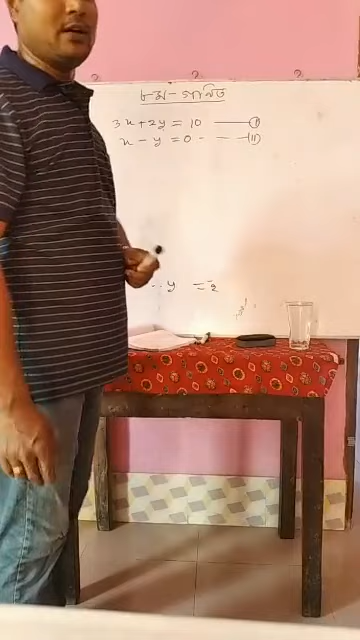 ৮ম - গণিত
3x + 2y = 10 —— (i)
x - y = 0 - — (ii)
∴ y = 2